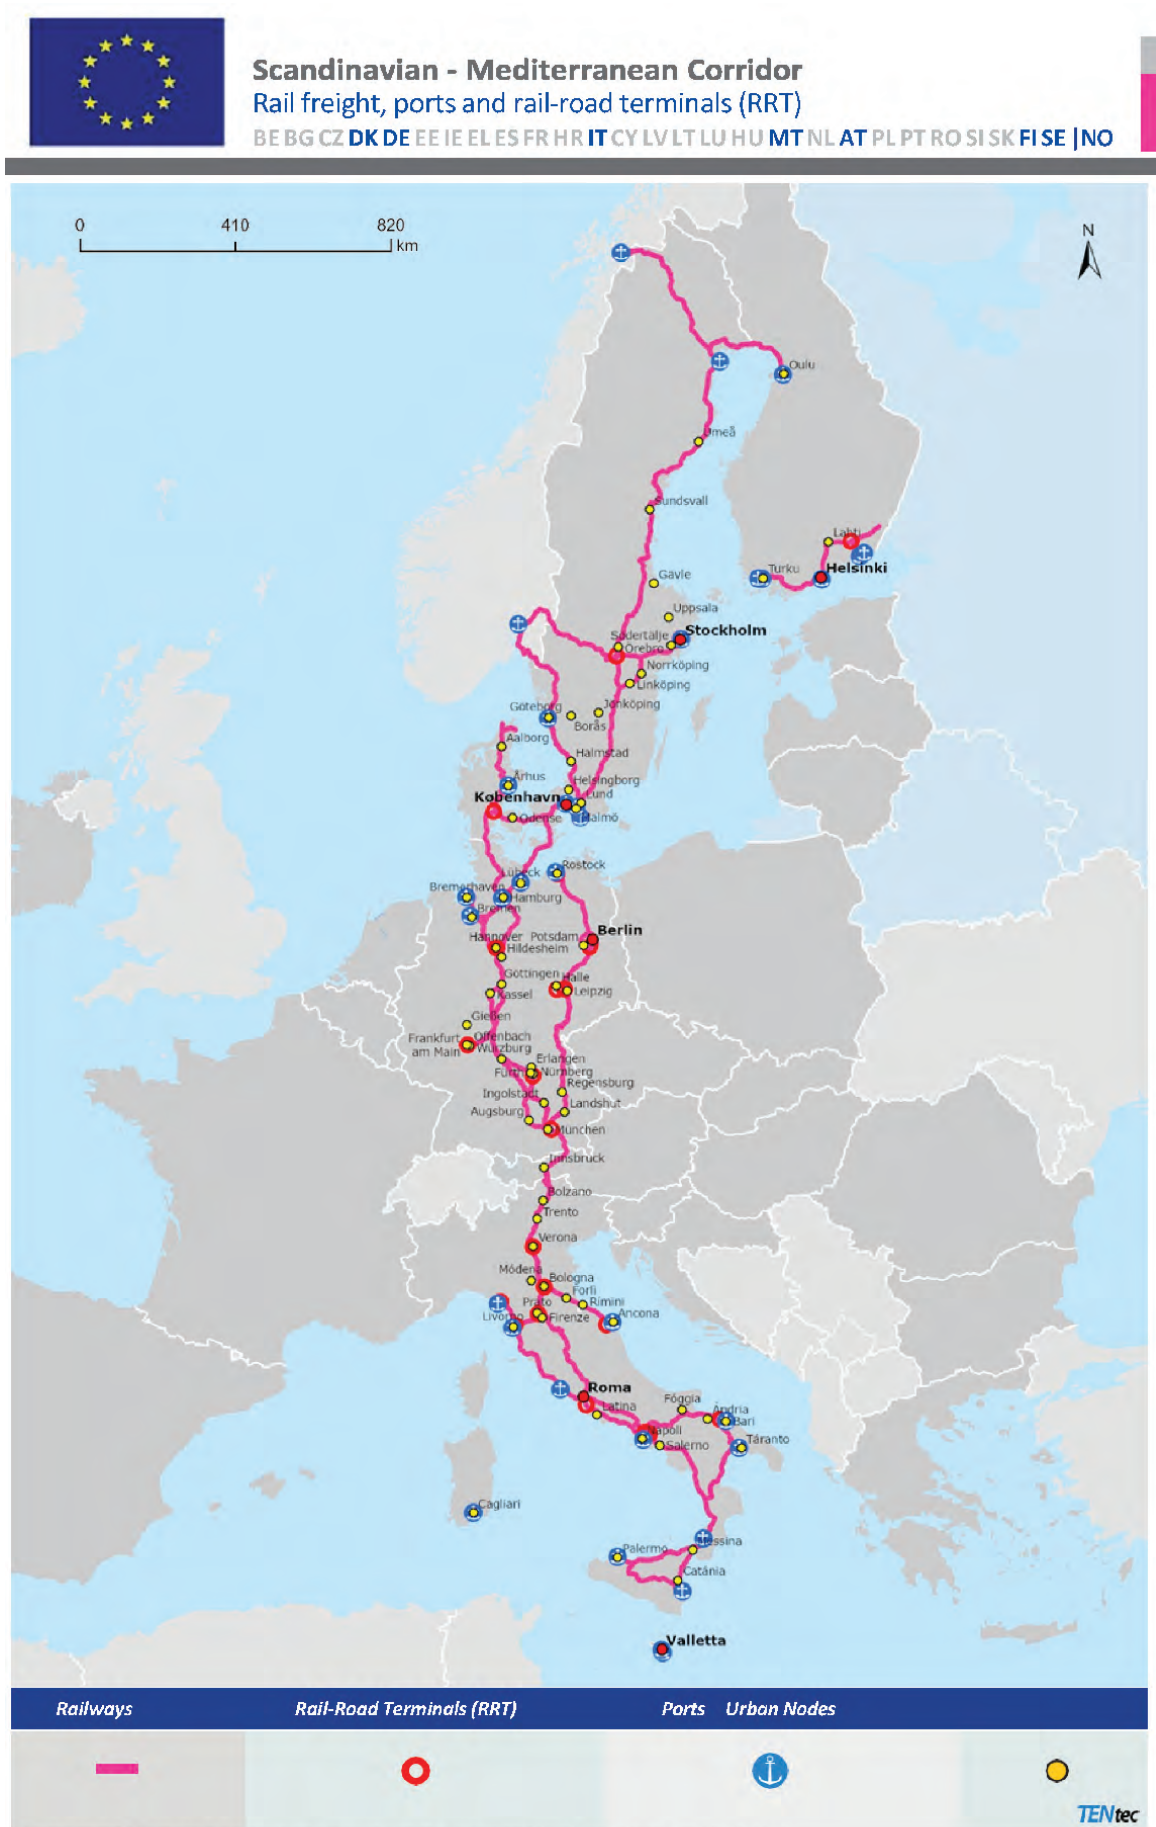 Scandinavian - Mediterranean Corridor
Rail freight, ports and rail-road terminals (RRT)
BE BG CZ DK DE EE IE EL ES FR HR IT CY LV LT LU HU MT NL AT PL PT RO SI SK FI SE |NO
0 410 820
km
N
Oulu
Umeå
Sundsvall
Lahti
Turku
Helsinki
Gävle
Uppsala
Stockholm
Södertälje
Örebro
Norrköping
Linköping
Jönköping
Göteborg
Borås
Aalborg
Halmstad
Århus
Helsingborg
København
Lund
Odense
Malmö
Rostock
Lübeck
Bremerhaven
Hamburg
Bremen
Berlin
Hannover
Potsdam
Hildesheim
Göttingen
Halle
Kassel
Leipzig
Gießen
Frankfurt
am Main
Offenbach
Würzburg
Erlangen
Fürth
Nürnberg
Regensburg
Ingolstadt
Landshut
Augsburg
München
Innsbruck
Bolzano
Trento
Verona
Módena
Bologna
Forlì
Rimini
Prato
Ancona
Livorno
Firenze
Roma
Latina
Fóggia
Ándria
Bari
Napoli
Salerno
Táranto
Cagliari
Messina
Palermo
Catánia
Valletta
Railways
Rail-Road Terminals (RRT)
Ports
Urban Nodes
TENtec